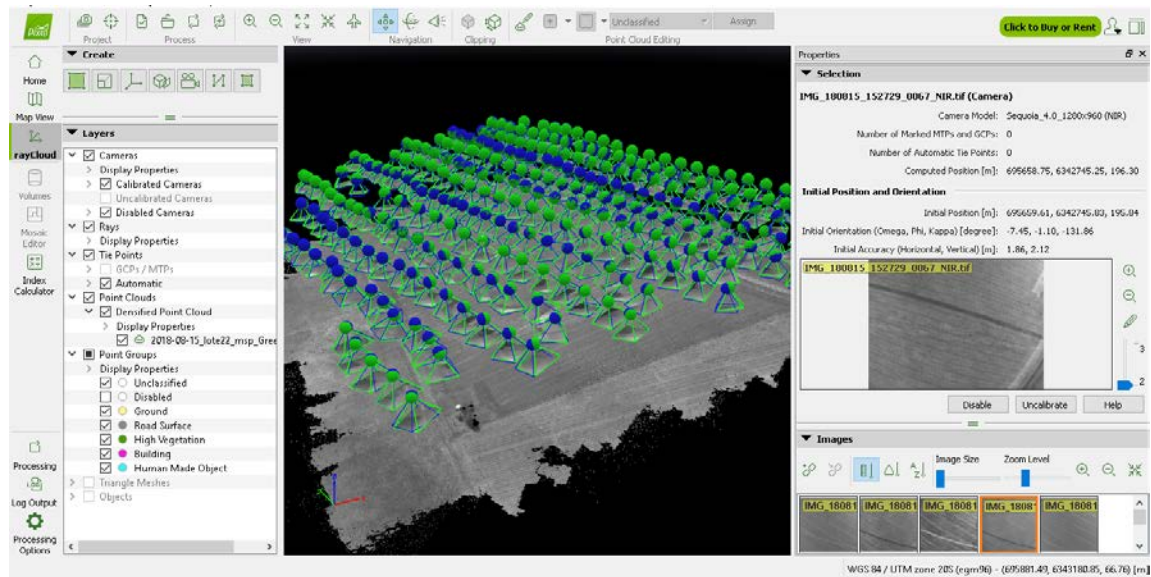 Project
Process
View
Navigation
Clipping
Unclassified
Assign
Point Cloud Editing
Click to Buy or Rent
Home
Map View
rayCloud
Volumes
Mosaic
Editor
Index
Calculator
Processing
Log Output
Processing
Options
Create
Layers
Cameras
Display Properties
Calibrated Cameras
Uncalibrated Cameras
Disabled Cameras
Rays
Display Properties
Tie Points
GCPs / MTPs
Automatic
Point Clouds
Densified Point Cloud
Display Properties
2018-08-15_lote22_msp_Gree
Point Groups
Display Properties
Unclassified
Disabled
Ground
Road Surface
High Vegetation
Building
Human Made Object
Triangle Meshes
Objects
Properties
Selection
IMG_180815_152729_0067_NIR.tif (Camera)
Camera Model: Sequoia_4.0_1280x960 (NIR)
Number of Marked MTPs and GCPs: 0
Number of Automatic Tie Points: 0
Computed Position [m]: 695658.75, 6342745.25, 196.30
Initial Position and Orientation
Initial Position [m]: 695659.61, 6342745.83, 195.84
Initial Orientation (Omega, Phi, Kappa) [degree]: -7.45, -1.10, -131.86
Initial Accuracy (Horizontal, Vertical) [m]: 1.86, 2.12
IMG_180815_152729_0067_NIR.tif
3
2
Disable Uncalibrate Help
Images
Image Size Zoom Level
IMG_18081 IMG_18081 IMG_18081 IMG_18081 IMG_18081
WGS 84 / UTM zone 20S (egm96) - (695881.49, 6343180.85, 66.76) [m]